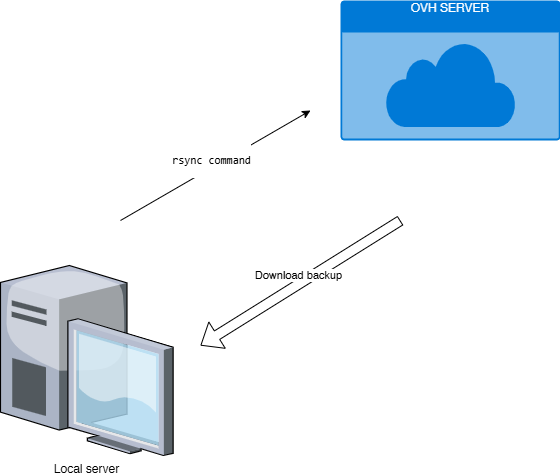 OVH SERVER
rsync command
Download backup
Local server